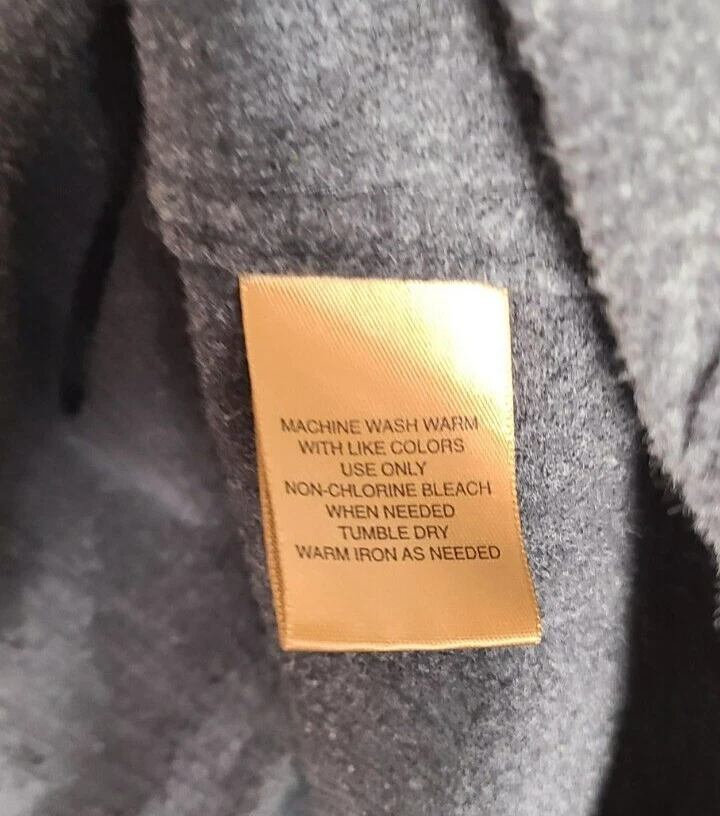 MACHINE WASH WARM
WITH LIKE COLORS
USE ONLY
NON-CHLORINE BLEACH
WHEN NEEDED
TUMBLE DRY
WARM IRON AS NEEDED